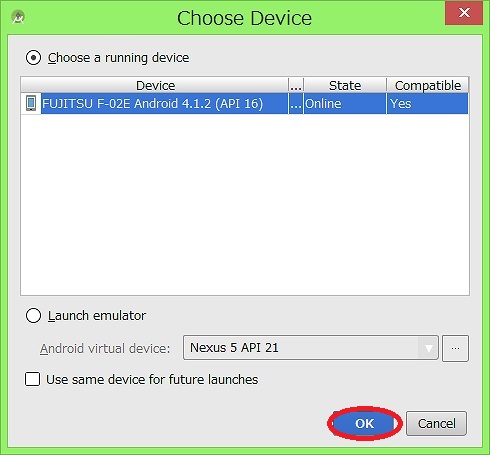 Choose Device
Choose a running device
Device ... State Compatible
FUJITSU F-02E Android 4.1.2 (API 16) ... Online Yes
Launch emulator
Android virtual device: Nexus 5 API 21 ...
Use same device for future launches
OK Cancel